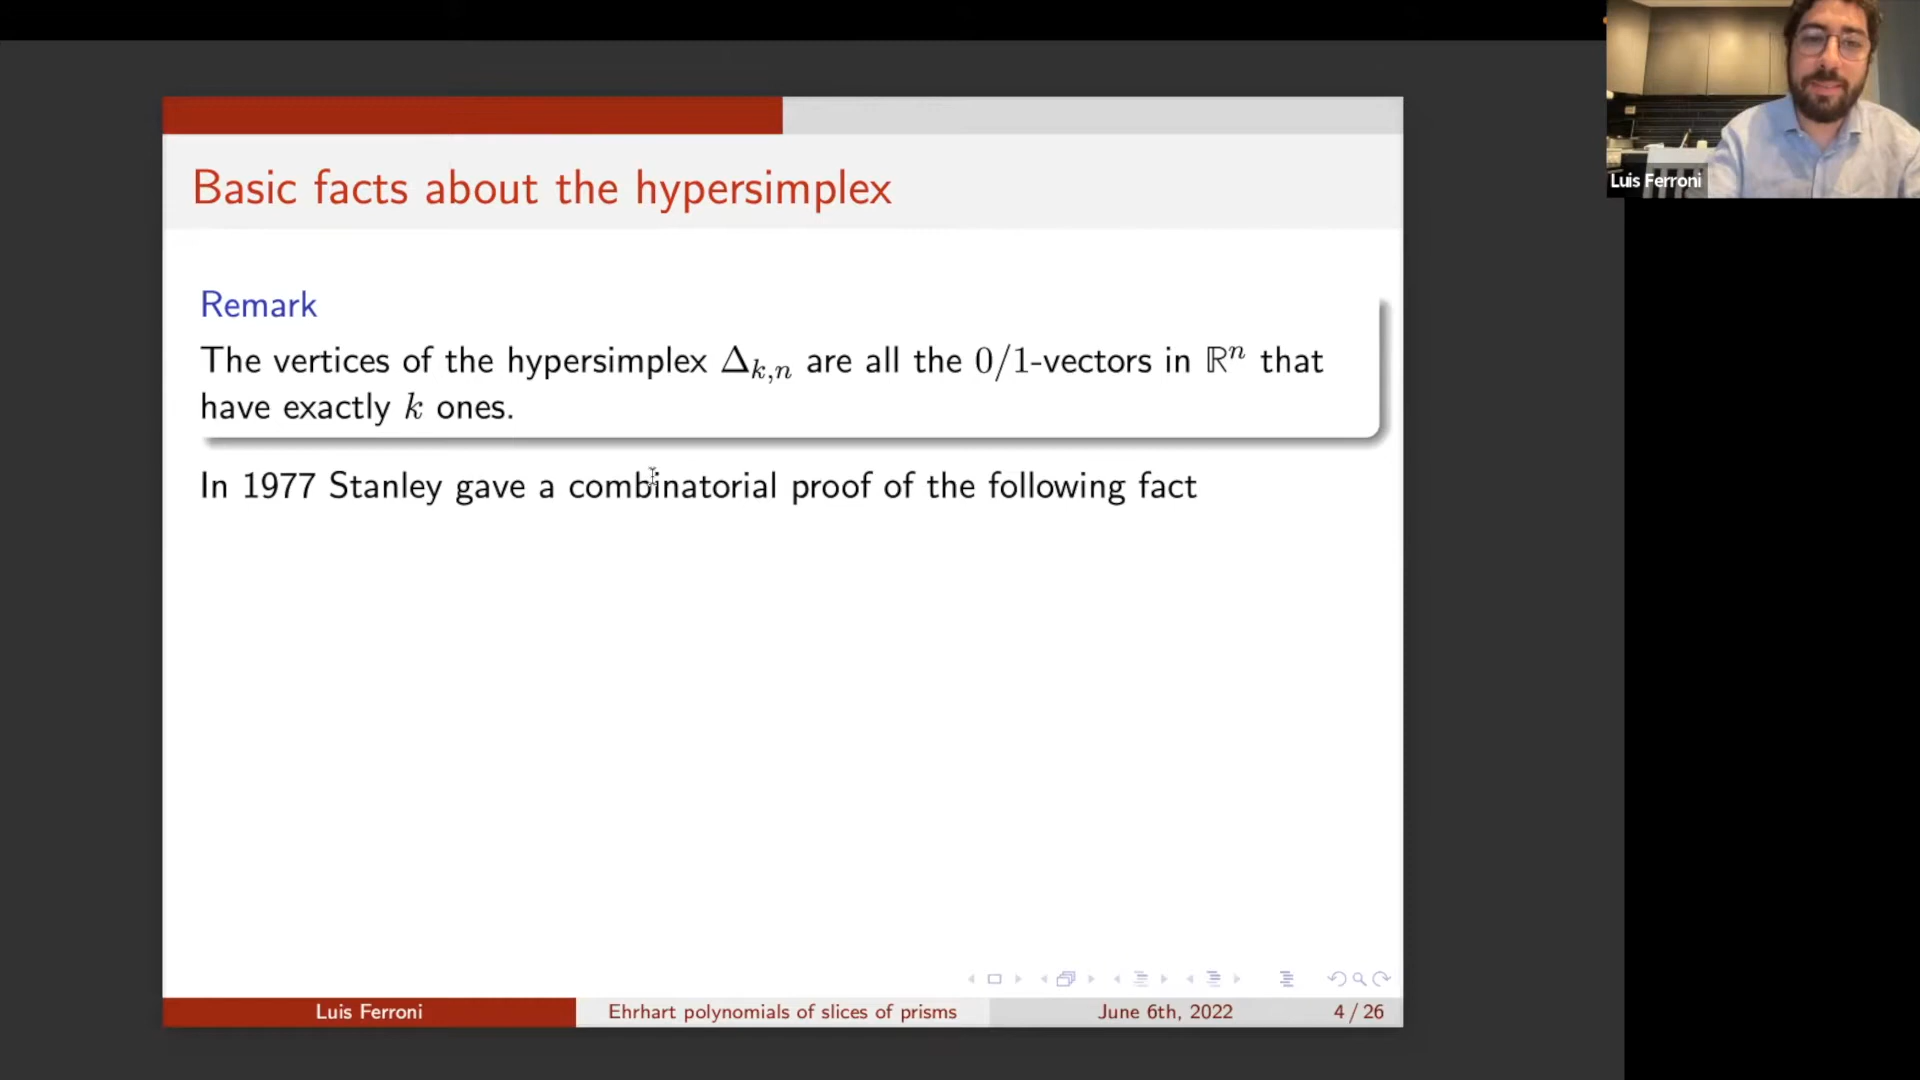 Luis Ferroni
Basic facts about the hypersimplex
Remark
The vertices of the hypersimplex Δ_{k,n} are all the 0/1-vectors in ℝⁿ that
have exactly k ones.
In 1977 Stanley gave a combinatorial proof of the following fact
Luis Ferroni
Ehrhart polynomials of slices of prisms
June 6th, 2022
4 / 26